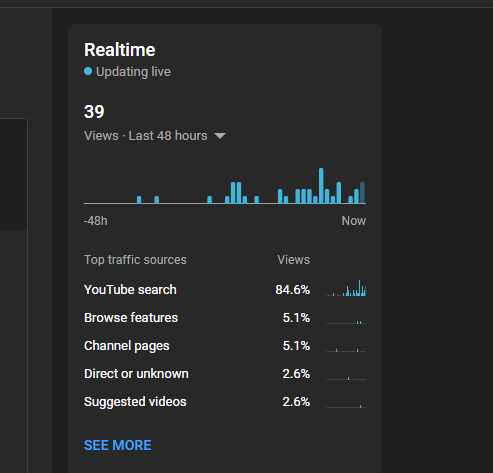 Realtime
Updating live
39
Views · Last 48 hours
-48h Now
Top traffic sources Views
YouTube search 84.6%
Browse features 5.1%
Channel pages 5.1%
Direct or unknown 2.6%
Suggested videos 2.6%
SEE MORE